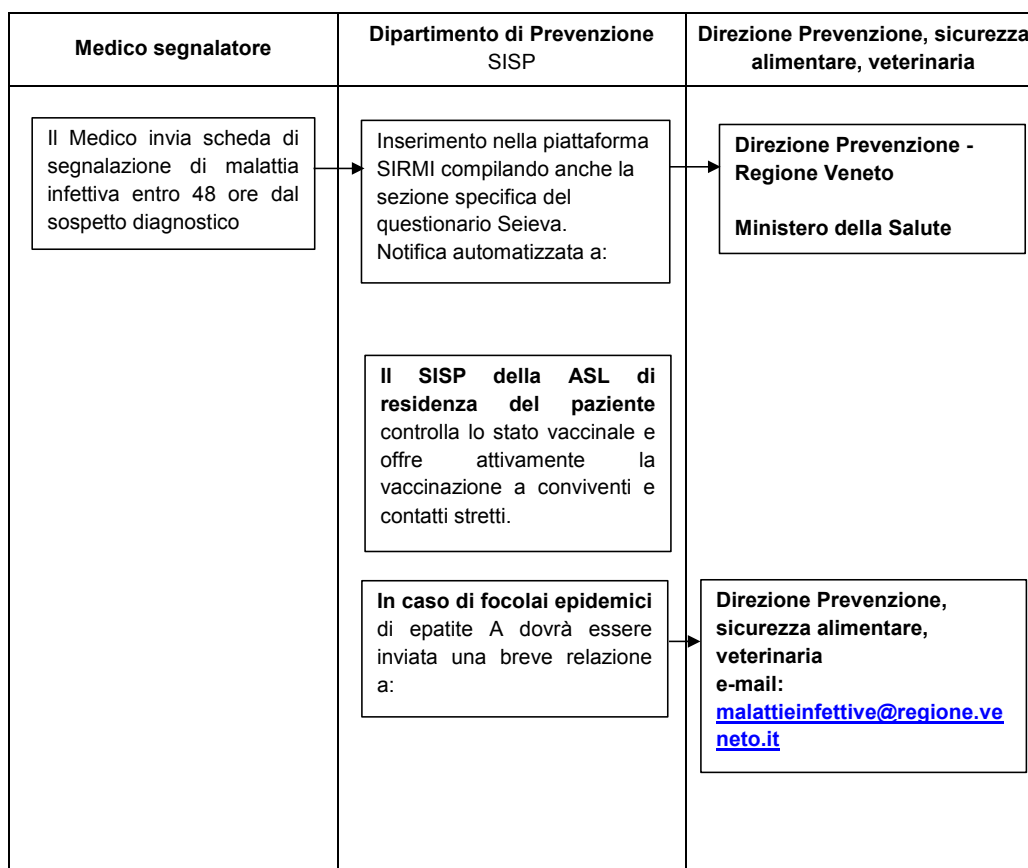 Medico segnalatore
Dipartimento di Prevenzione
SISP
Direzione Prevenzione, sicurezza
alimentare, veterinaria
Il Medico invia scheda di
segnalazione di malattia
infettiva entro 48 ore dal
sospetto diagnostico
Inserimento nella piattaforma
SIRMI compilando anche la
sezione specifica del
questionario Seieva.
Notifica automatizzata a:
Direzione Prevenzione -
Regione Veneto
Ministero della Salute
Il SISP della ASL di
residenza del paziente
controlla lo stato vaccinale e
offre attivamente la
vaccinazione a conviventi e
contatti stretti.
In caso di focolai epidemici
di epatite A dovrà essere
inviata una breve relazione
a:
Direzione Prevenzione,
sicurezza alimentare,
veterinaria
e-mail:
malattieinfettive@regione.ve
neto.it